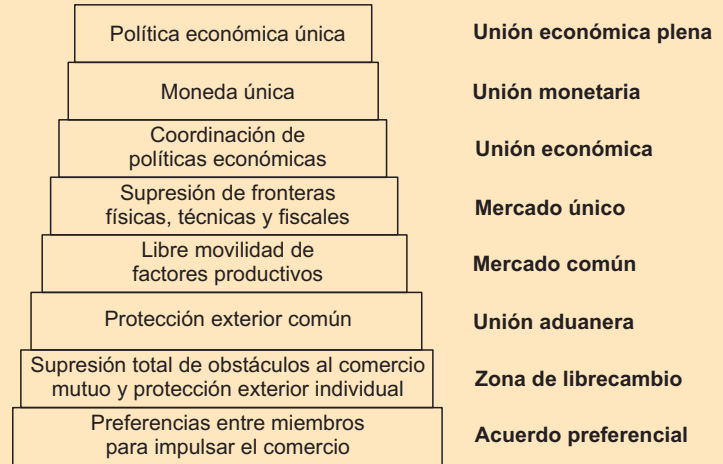 Política económica única
Unión económica plena
Moneda única
Unión monetaria
Coordinación de
políticas económicas
Unión económica
Supresión de fronteras
físicas, técnicas y fiscales
Mercado único
Libre movilidad de
factores productivos
Mercado común
Protección exterior común
Unión aduanera
Supresión total de obstáculos al comercio
mutuo y protección exterior individual
Zona de librecambio
Preferencias entre miembros
para impulsar el comercio
Acuerdo preferencial